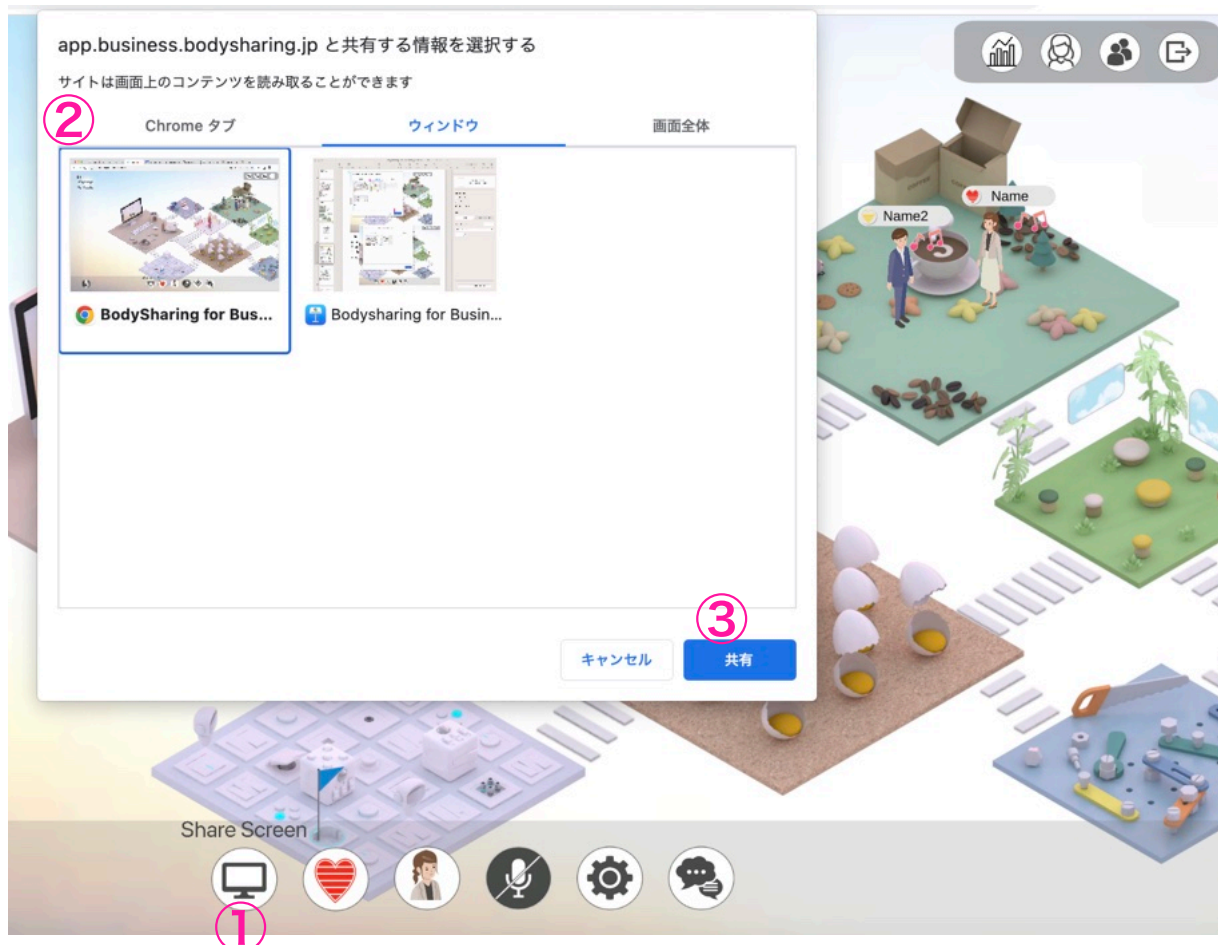 app.business.bodysharing.jp と共有する情報を選択する
サイトは画面上のコンテンツを読み取ることができます
②
Chrome タブ
ウィンドウ
画面全体
BodySharing for Bus...
Bodysharing for Busin...
Name
Name2
③
キャンセル
共有
Share Screen
①